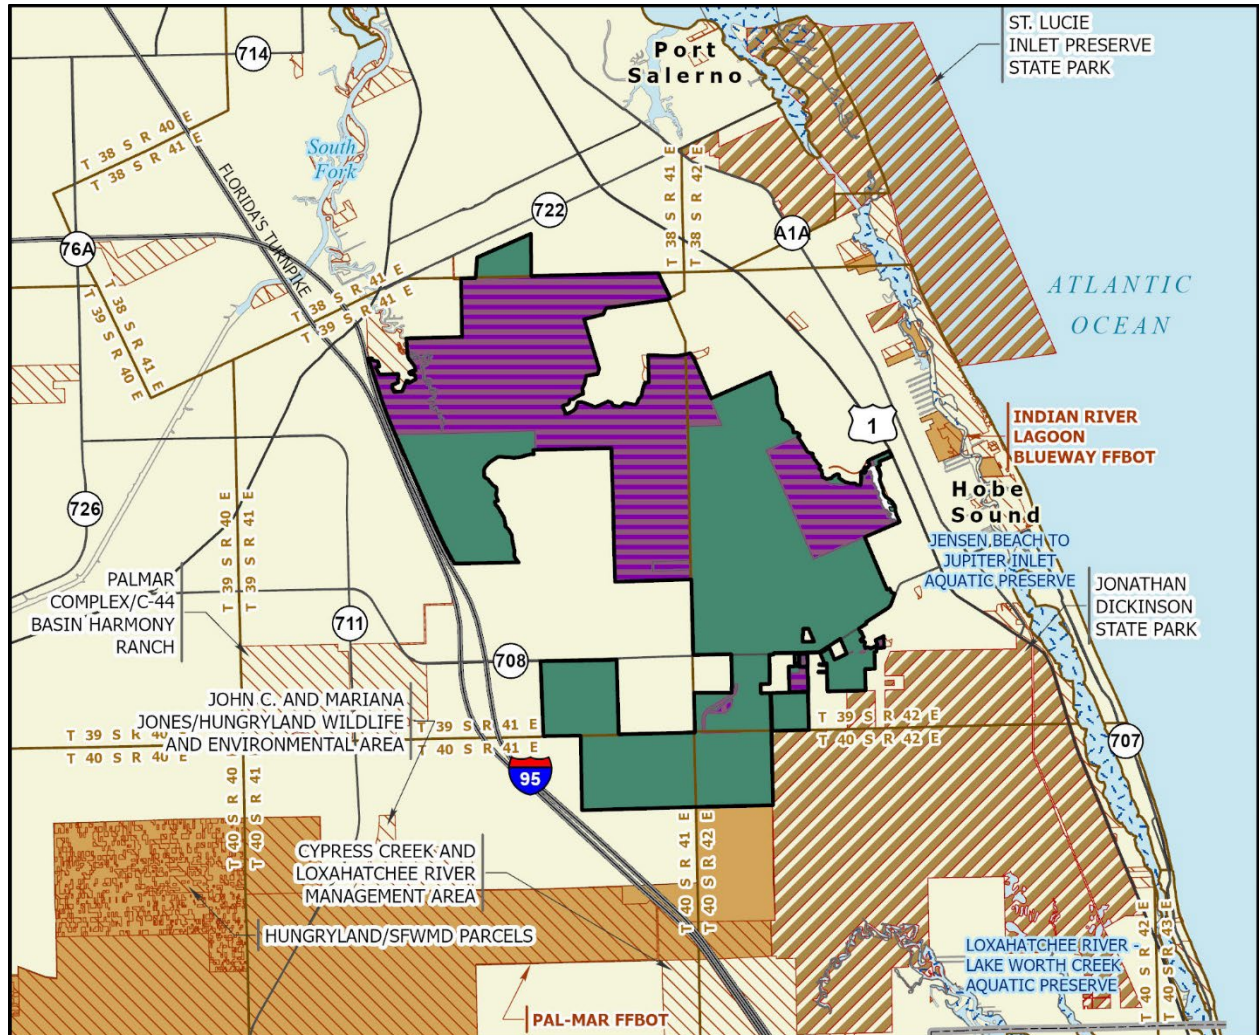 714
Port
Salerno
ST. LUCIE
INLET PRESERVE
STATE PARK
T 38 S R 40 E
T 38 S R 41 E
South
Fork
FLORIDA'S TURNPIKE
722
T 38 S R 41 E
T 38 S R 42 E
A1A
76A
T 38 S R 41 E
T 39 S R 40 E
T 38 S R 41 E
T 39 S R 41 E
ATLANTIC
OCEAN
1
INDIAN RIVER
LAGOON
BLUEWAY FFBOT
Hobe
Sound
726
T 39 S R 40 E
T 39 S R 41 E
JENSEN BEACH TO
JUPITER INLET
AQUATIC PRESERVE
PALMAR
COMPLEX/C-44
BASIN HARMONY
RANCH
JONATHAN
DICKINSON
STATE PARK
711
708
JOHN C. AND MARIANA
JONES/HUNGRYLAND WILDLIFE
AND ENVIRONMENTAL AREA
T 39 S R 40
T 40 S R 40 E
T 39 S R 41 E
T 40 S R 41 E
T 39 S R 42 E
T 40 S R 42 E
707
95
T 40 S R 40 E
T 40 S R 41 E
T 40 S R 41 E
T 40 S R 42 E
CYPRESS CREEK AND
LOXAHATCHEE RIVER
MANAGEMENT AREA
HUNGRYLAND/SFWMD PARCELS
T 40 S R 42 E
T 40 S R 43 E
LOXAHATCHEE RIVER -
LAKE WORTH CREEK
AQUATIC PRESERVE
PAL-MAR FFBOT